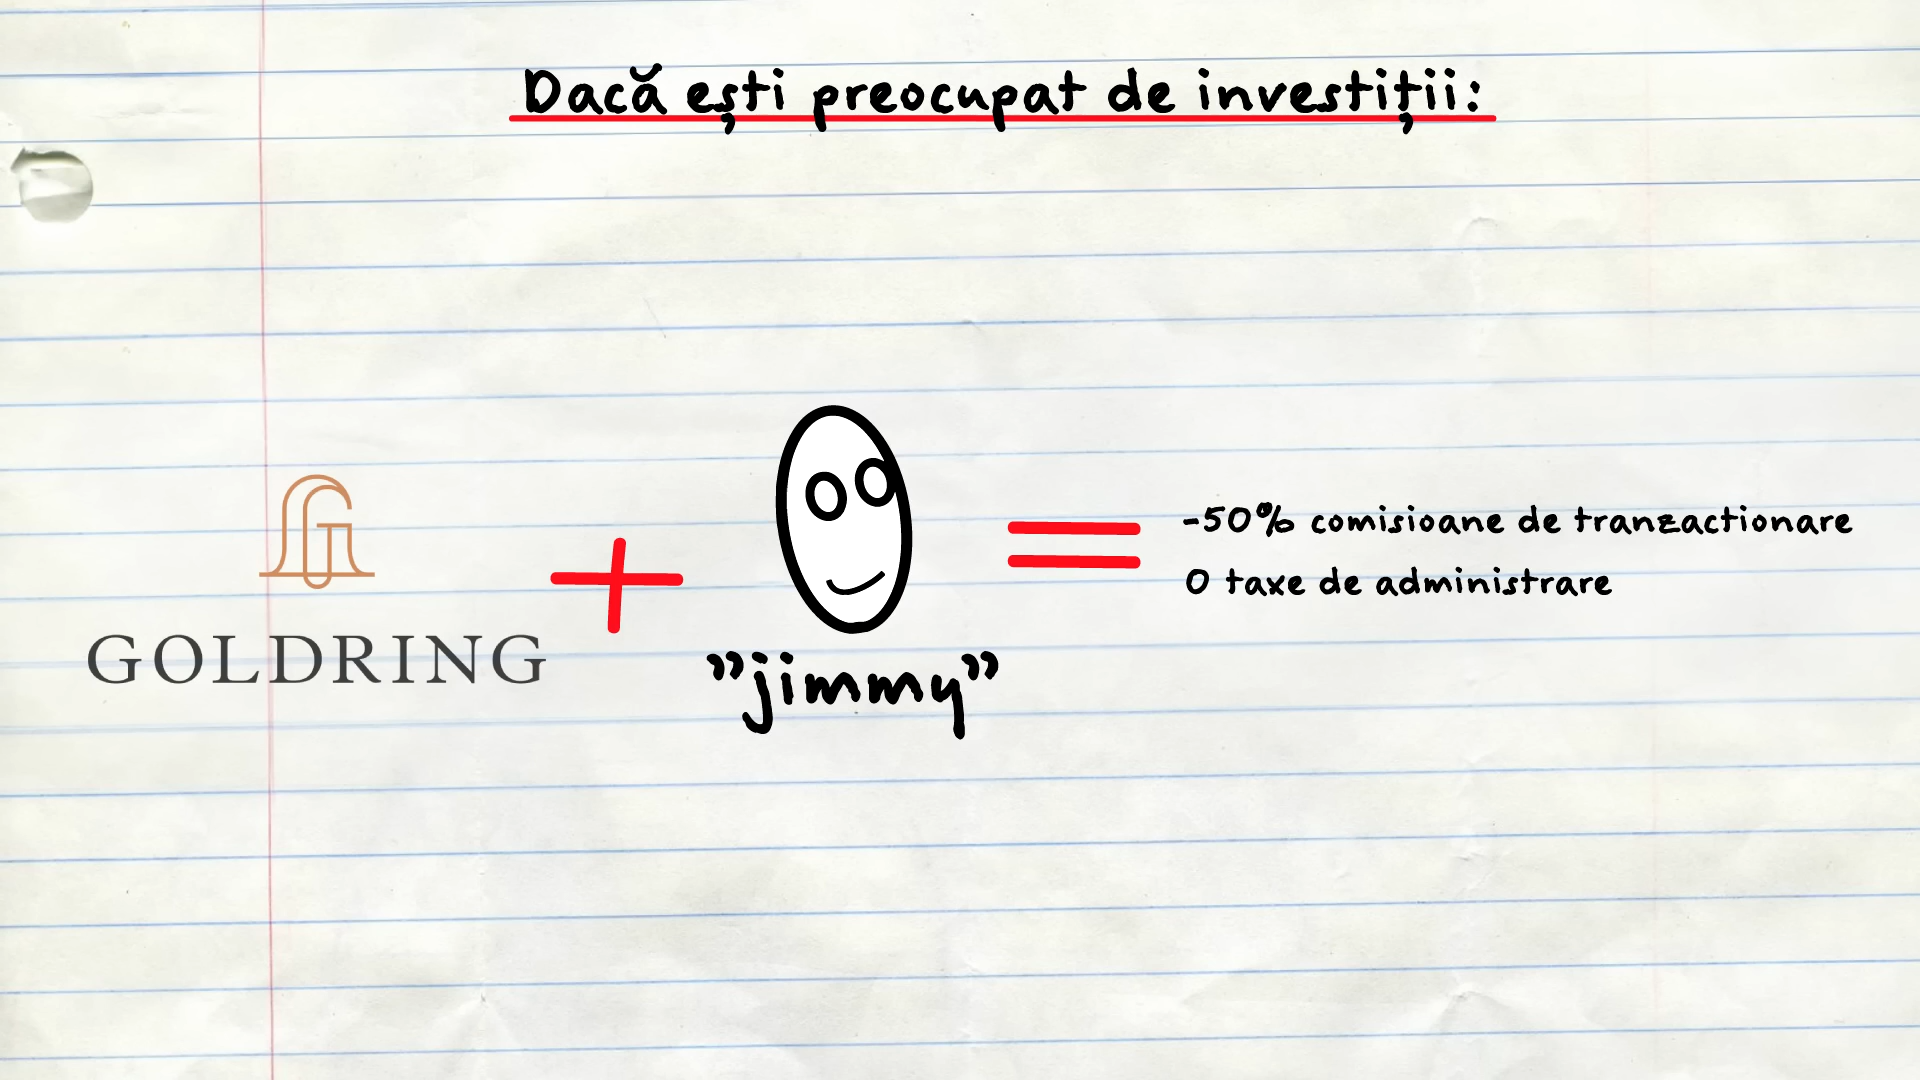 Dacă ești preocupat de investiții:
GOLDRING
"jimmy"
-50% comisioane de tranzactionare
0 taxe de administrare